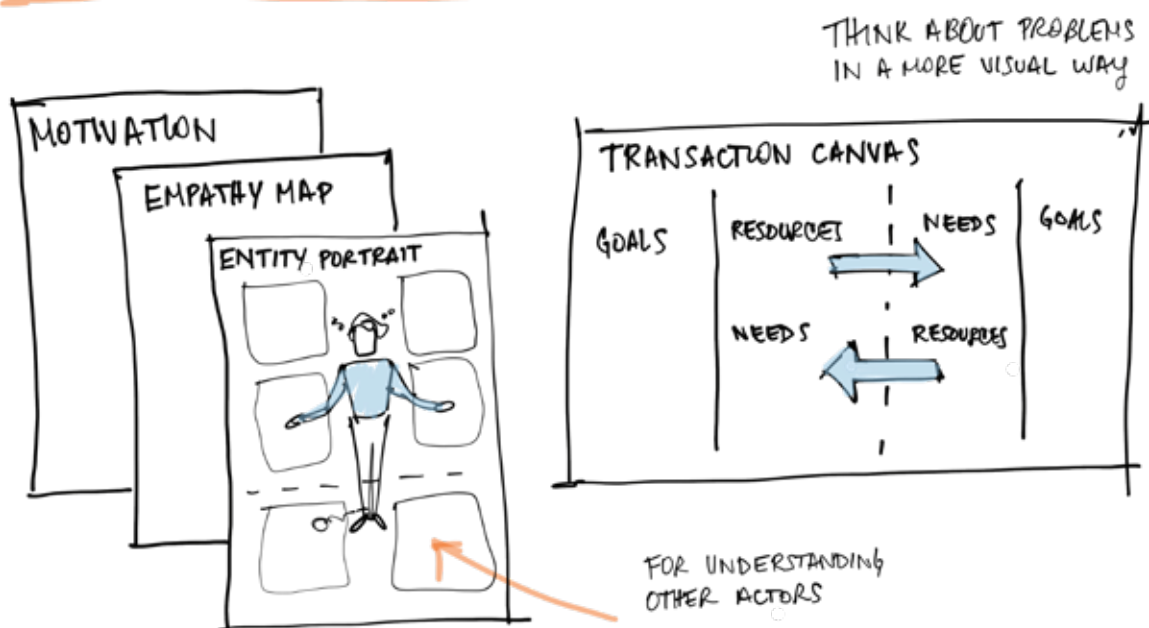 THINK ABOUT PROBLEMS
IN A MORE VISUAL WAY
MOTIVATION
EMPATHY MAP
ENTITY PORTRAIT
TRANSACTION CANVAS
GOALS
RESOURCES
NEEDS
GOALS
NEEDS
RESOURCES
FOR UNDERSTANDING
OTHER ACTORS